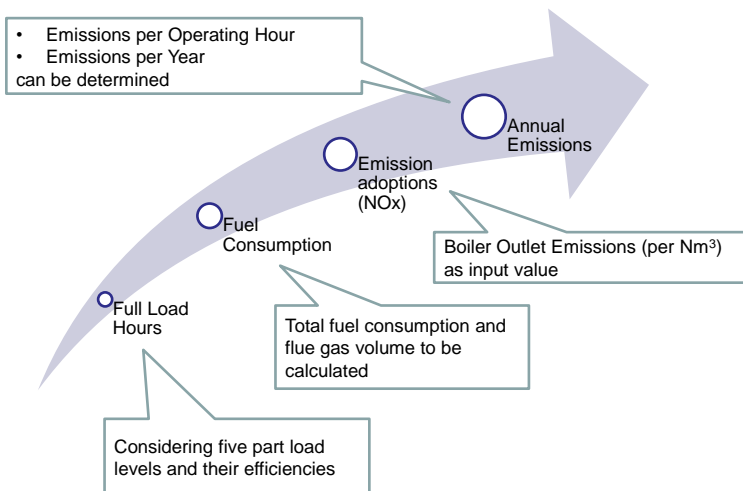 • Emissions per Operating Hour
• Emissions per Year
can be determined
Annual
Emissions
Emission
adoptions
(NOx)
Boiler Outlet Emissions (per Nm³)
as input value
Fuel
Consumption
Total fuel consumption and
flue gas volume to be
calculated
Full Load
Hours
Considering five part load
levels and their efficiencies